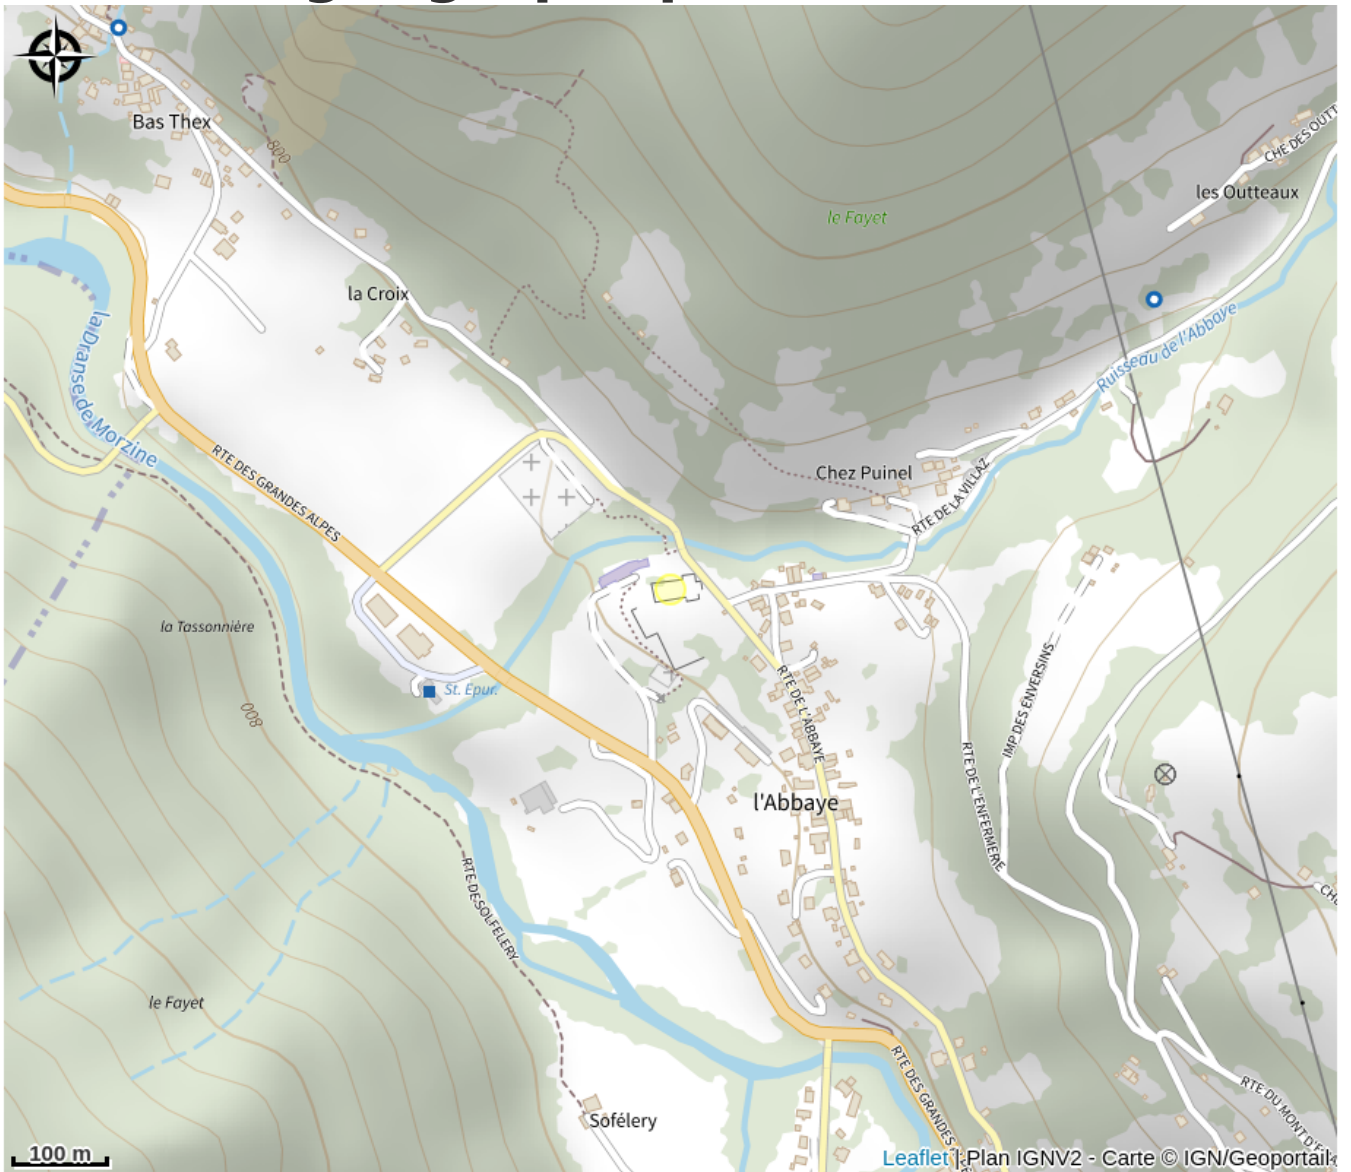 Bas Thex
800
CHE DES OUTT
les Outteaux
le Fayet
la Croix
la Dranse de Morzine
Ruisseau de l'Abbaye
RTE DES GRANDES ALPES
Chez Puinel
RTE DE LA VILLAZ
la Tassonnière
St. Epur.
800
RTE DE L'ABBAYE
IMP DES ENVERSINS
RTE DE L'ENFERMERIE
l'Abbaye
RTE DE SOLFELERY
le Fayet
RTE DES GRANDES A
RTE DU MONT D'E
Sofélery
100 m
Leaflet | Plan IGNV2 - Carte © IGN/Geoportail